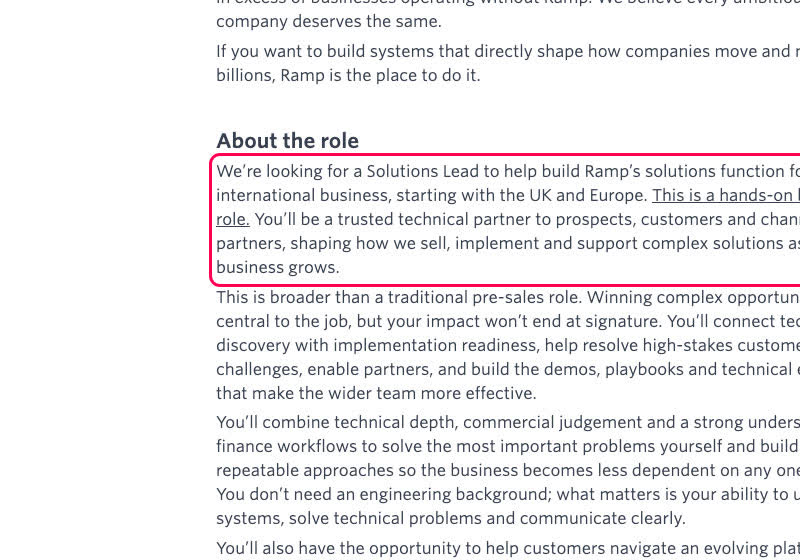 company deserves the same.
If you want to build systems that directly shape how companies move and
billions, Ramp is the place to do it.
About the role
We're looking for a Solutions Lead to help build Ramp's solutions function
international business, starting with the UK and Europe. This is a hands-on
role. You'll be a trusted technical partner to prospects, customers and
partners, shaping how we sell, implement and support complex solutions
business grows.
This is broader than a traditional pre-sales role. Winning complex
central to the job, but your impact won't end at signature. You'll connect
discovery with implementation readiness, help resolve high-stakes
challenges, enable partners, and build the demos, playbooks and technical
that make the wider team more effective.
You'll combine technical depth, commercial judgement and a strong
finance workflows to solve the most important problems yourself and build
repeatable approaches so the business becomes less dependent on any
You don't need an engineering background; what matters is your ability to
systems, solve technical problems and communicate clearly.
You'll also have the opportunity to help customers navigate an evolving